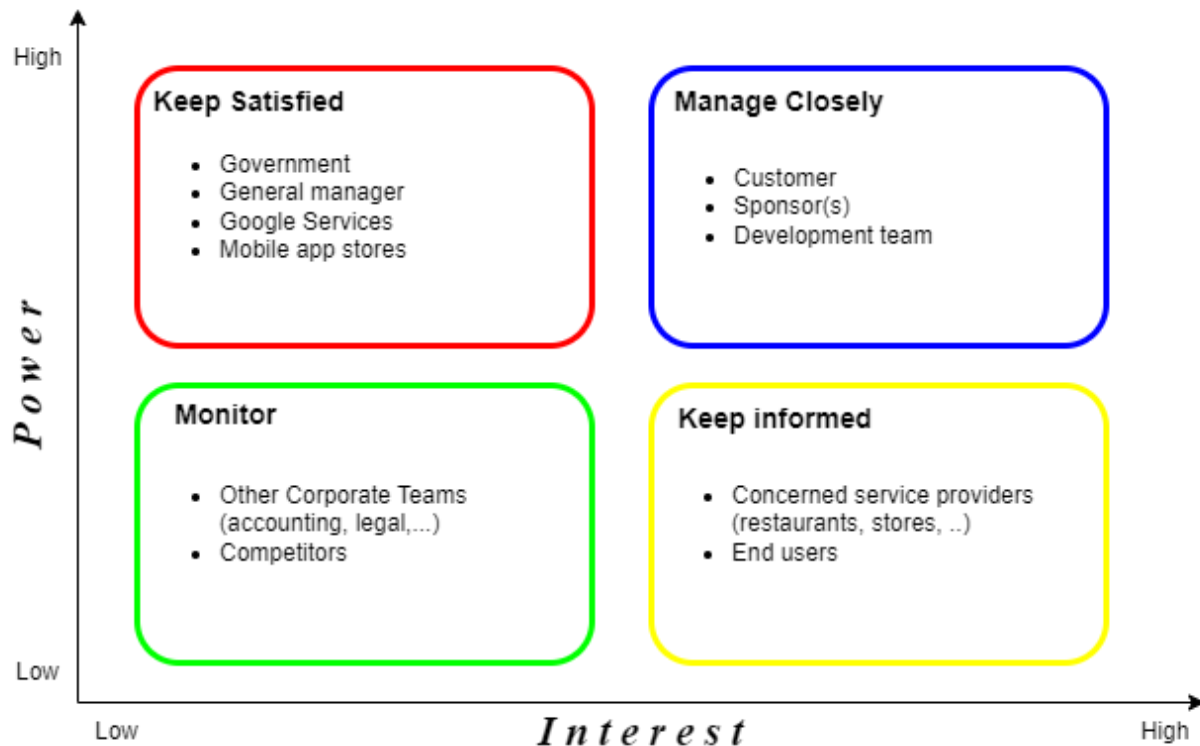 High
Keep Satisfied
• Government
• General manager
• Google Services
• Mobile app stores
Manage Closely
• Customer
• Sponsor(s)
• Development team
Power
Monitor
• Other Corporate Teams
(accounting, legal,...)
• Competitors
Keep informed
• Concerned service providers
(restaurants, stores, ..)
• End users
Low
Low
Interest
High